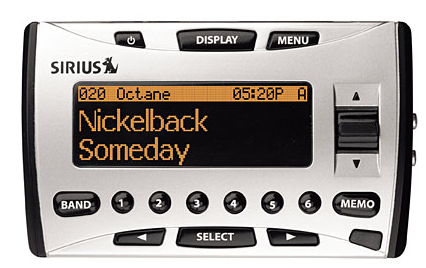 DISPLAY
MENU
SIRIUS
020 Octane 05:20P A
Nickelback
Someday
BAND 1 2 3 4 5 6 MEMO
SELECT